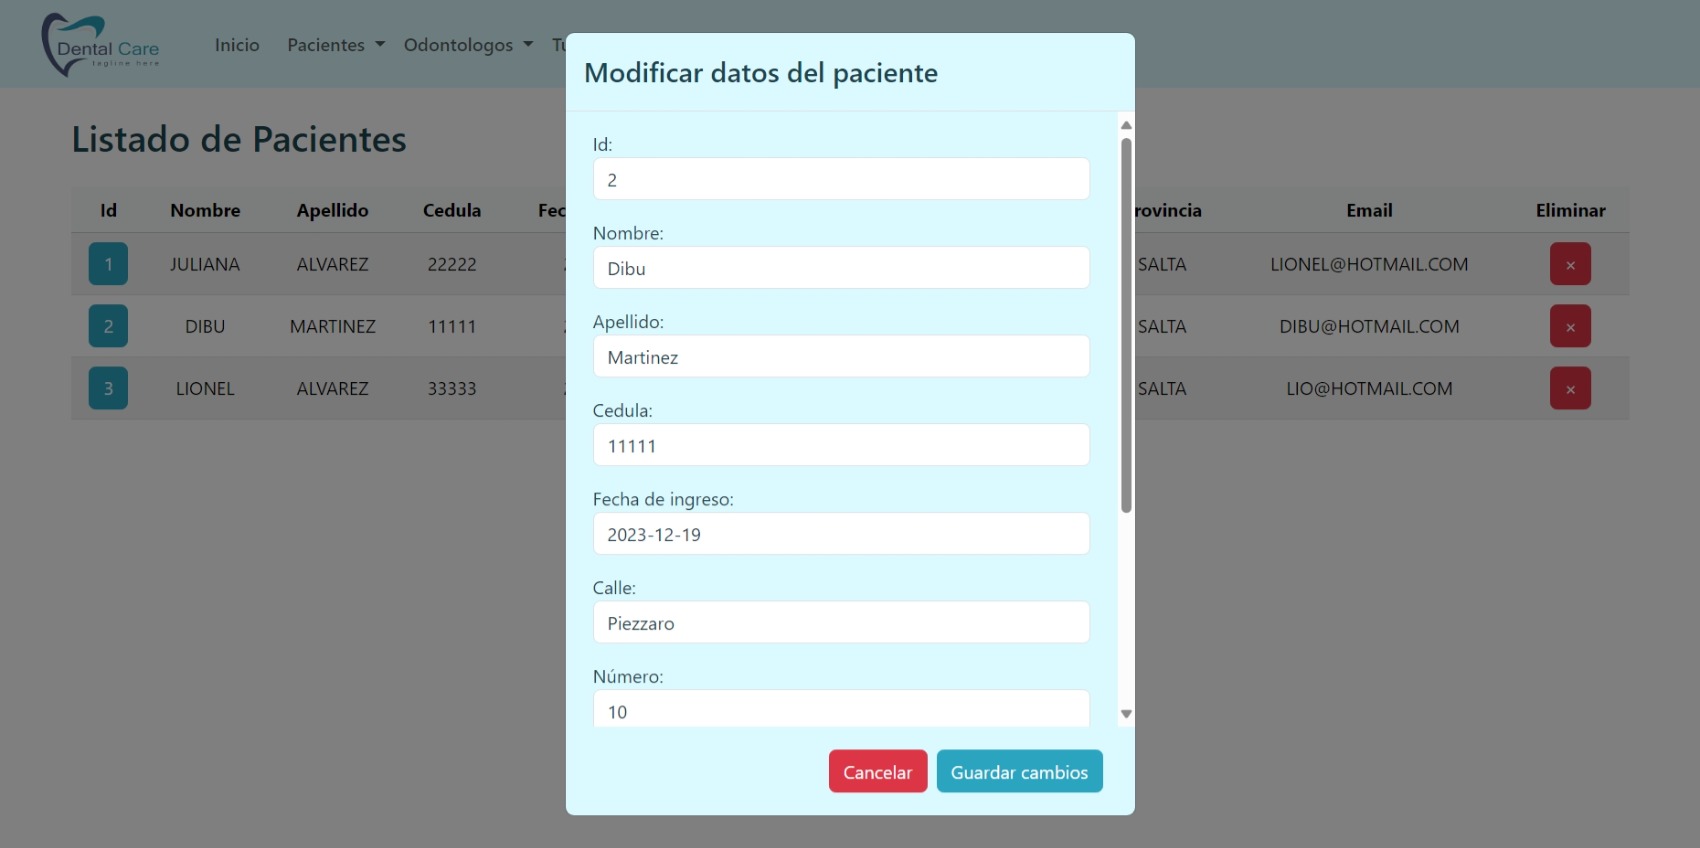 Dental Care
tagline here
Inicio Pacientes Odontologos Tu
Modificar datos del paciente
Listado de Pacientes
Id Nombre Apellido Cedula Fec rovincia Email Eliminar
1 JULIANA ALVAREZ 22222 SALTA LIONEL@HOTMAIL.COM ×
2 DIBU MARTINEZ 11111 SALTA DIBU@HOTMAIL.COM ×
3 LIONEL ALVAREZ 33333 SALTA LIO@HOTMAIL.COM ×
Id:
2
Nombre:
Dibu
Apellido:
Martinez
Cedula:
11111
Fecha de ingreso:
2023-12-19
Calle:
Piezzaro
Número:
10
Cancelar Guardar cambios